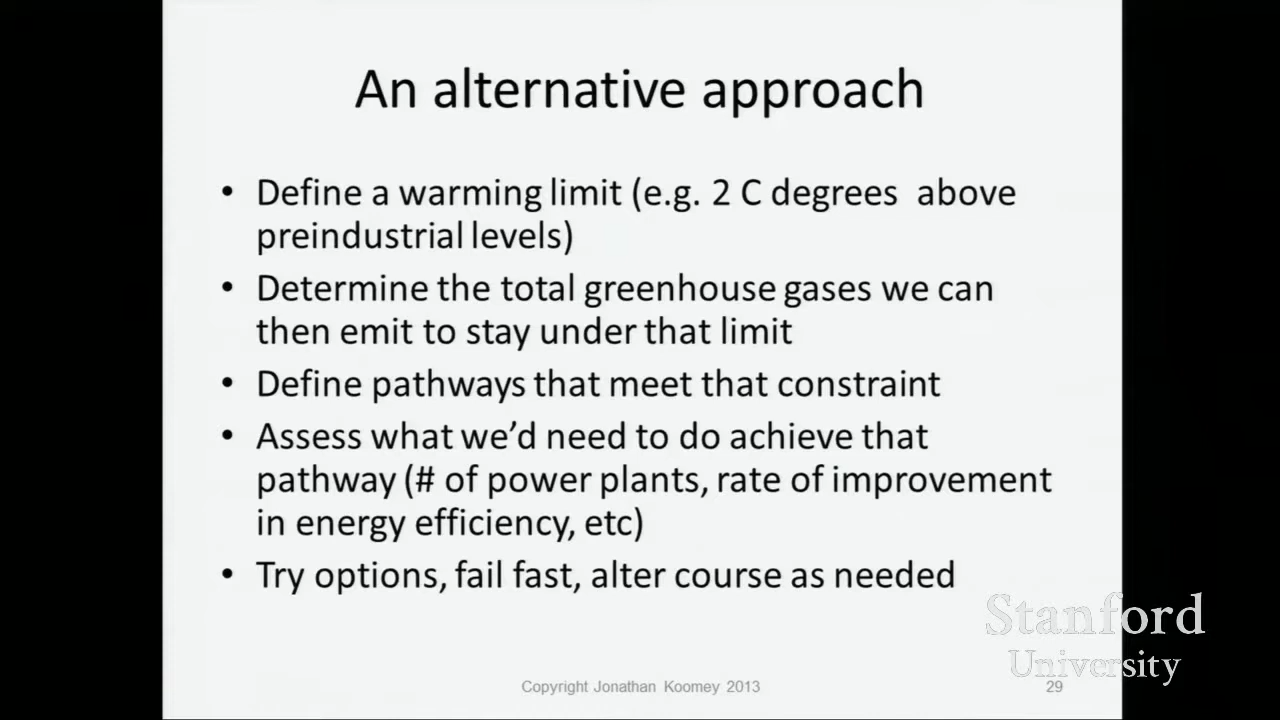 An alternative approach
• Define a warming limit (e.g. 2 C degrees above
preindustrial levels)
• Determine the total greenhouse gases we can
then emit to stay under that limit
• Define pathways that meet that constraint
• Assess what we’d need to do achieve that
pathway (# of power plants, rate of improvement
in energy efficiency, etc)
• Try options, fail fast, alter course as needed
Stanford
University
Copyright Jonathan Koomey 2013
29